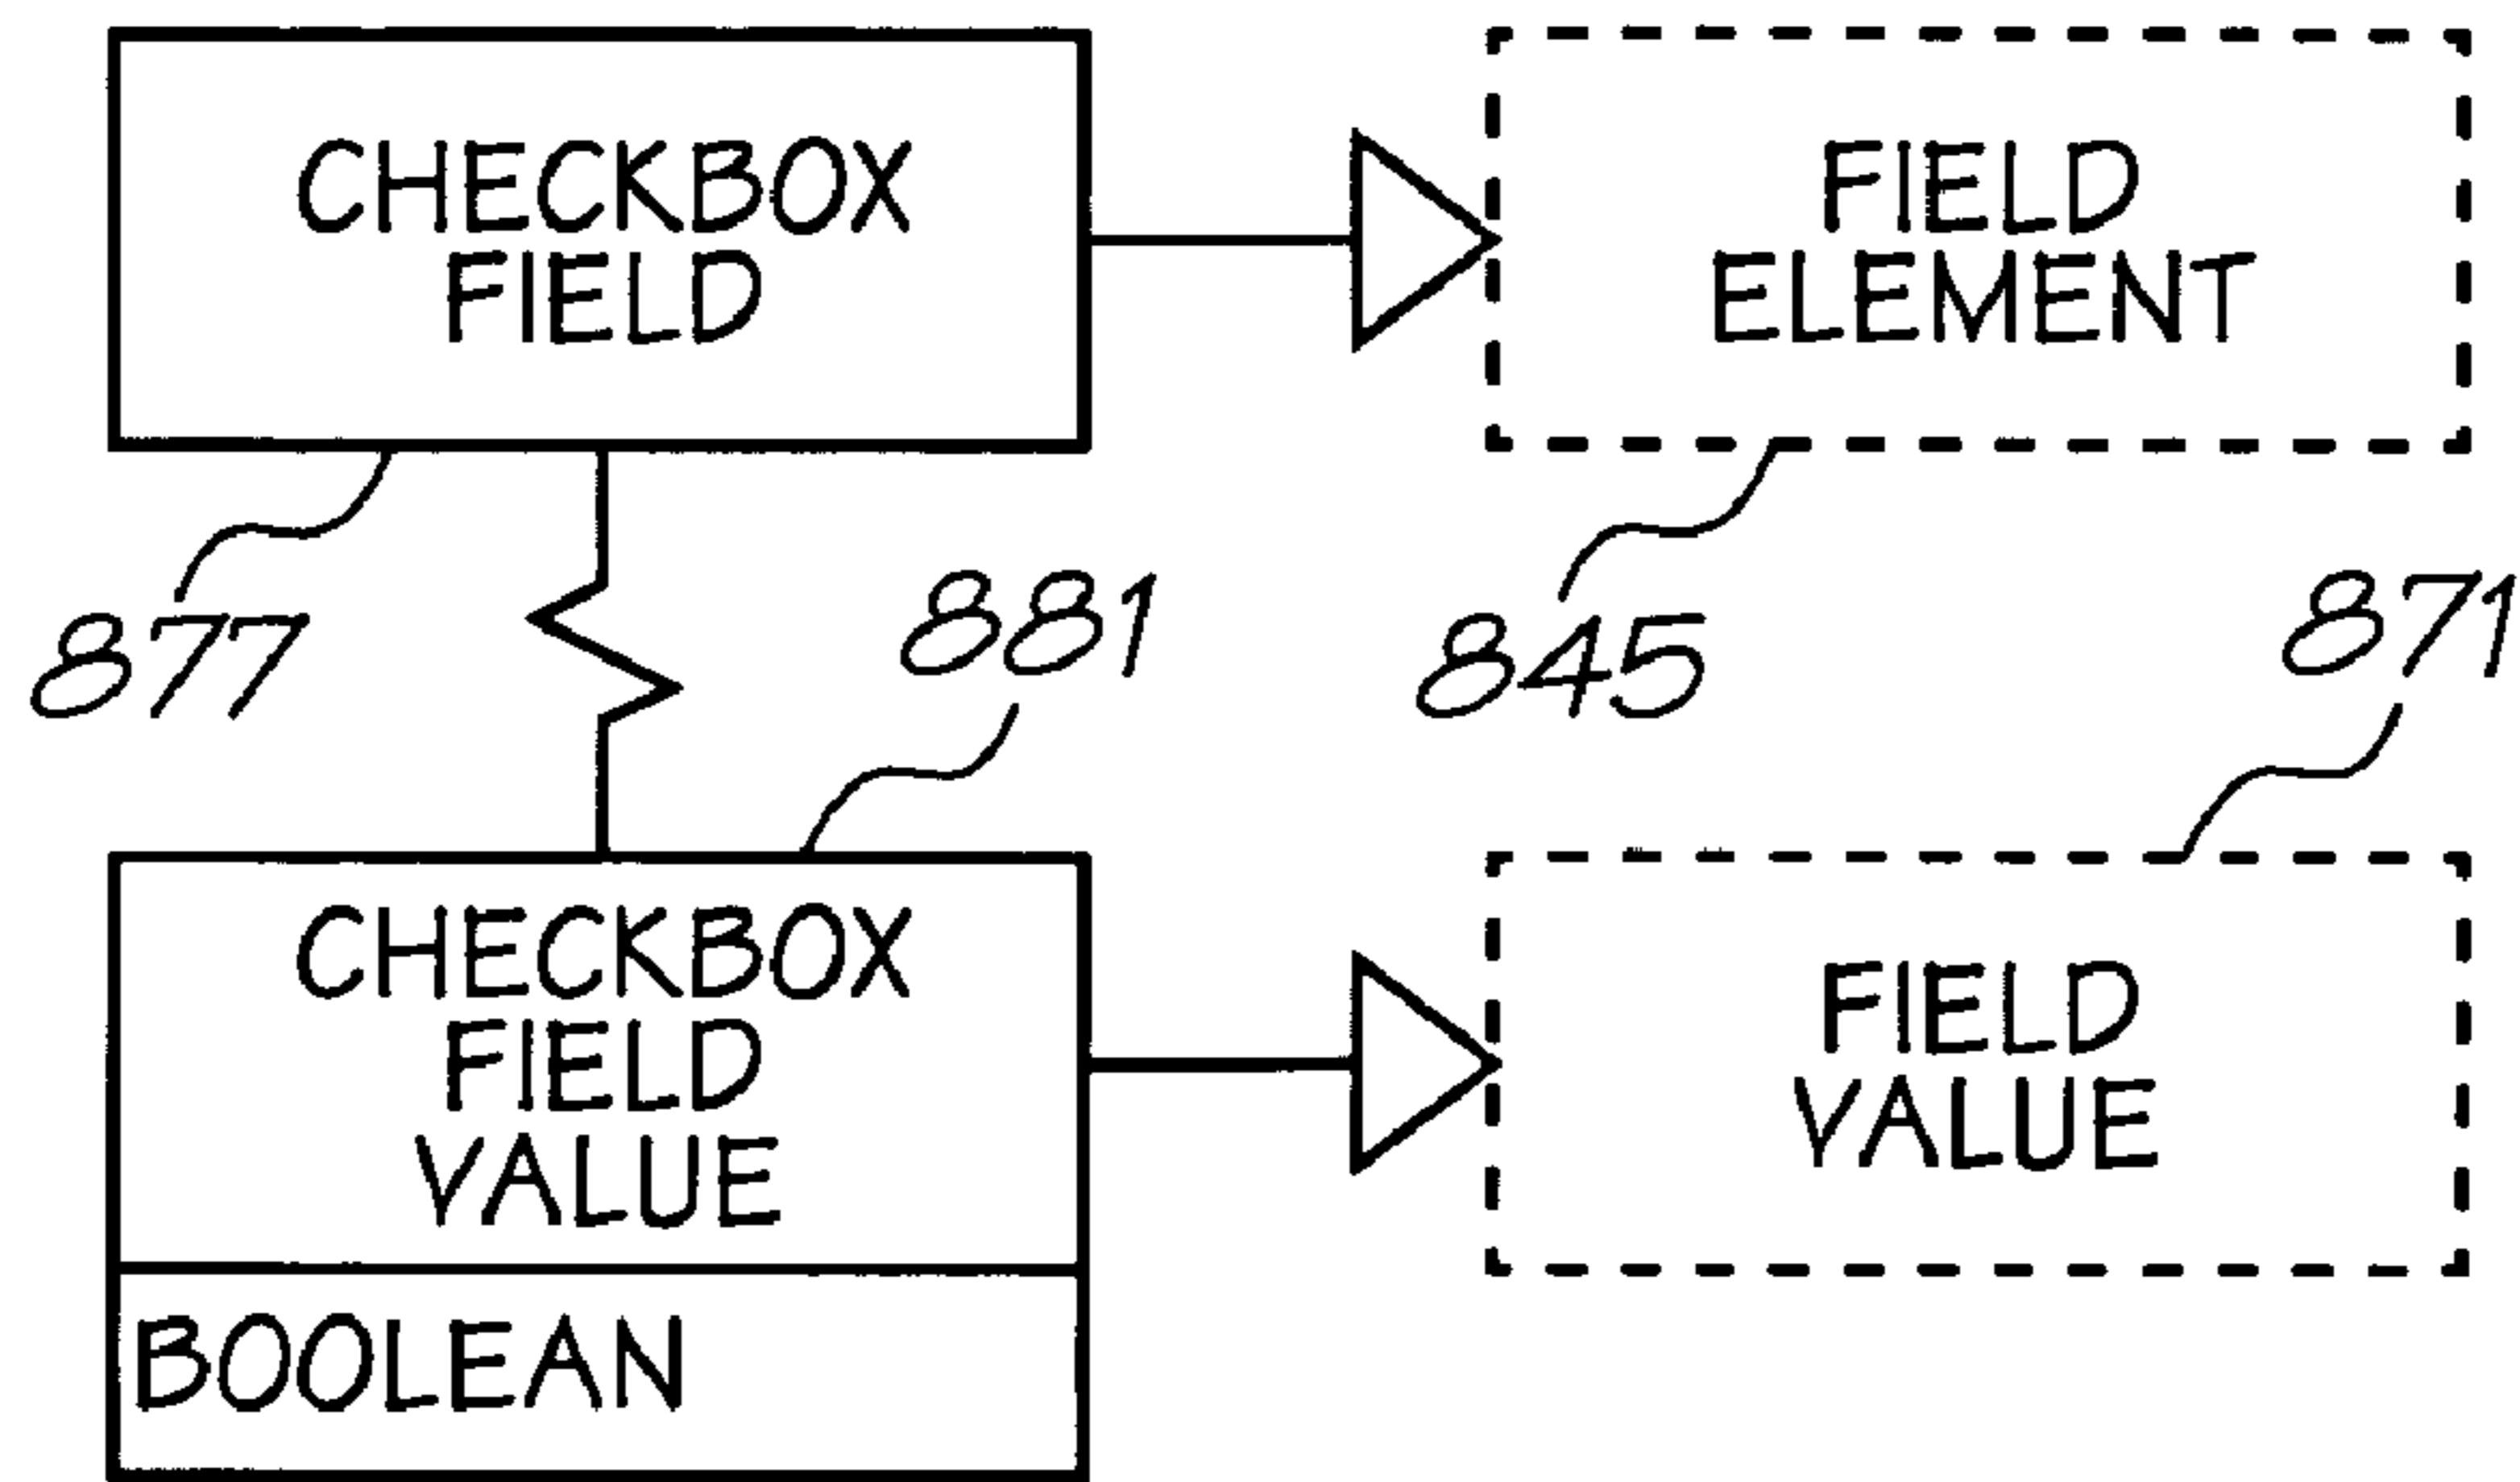 CHECKBOX
FIELD
FIELD
ELEMENT
877
881
845
871
CHECKBOX
FIELD
VALUE
FIELD
VALUE
BOOLEAN